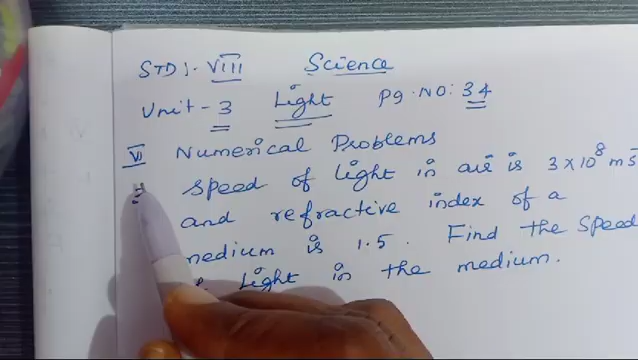 STD :- VIII Science
Unit - 3 Light Pg.NO: 34
VI Numerical Problems
Speed of light in air is 3 x 10⁸ ms
and refractive index of a
medium is 1.5. Find the speed
light in the medium.